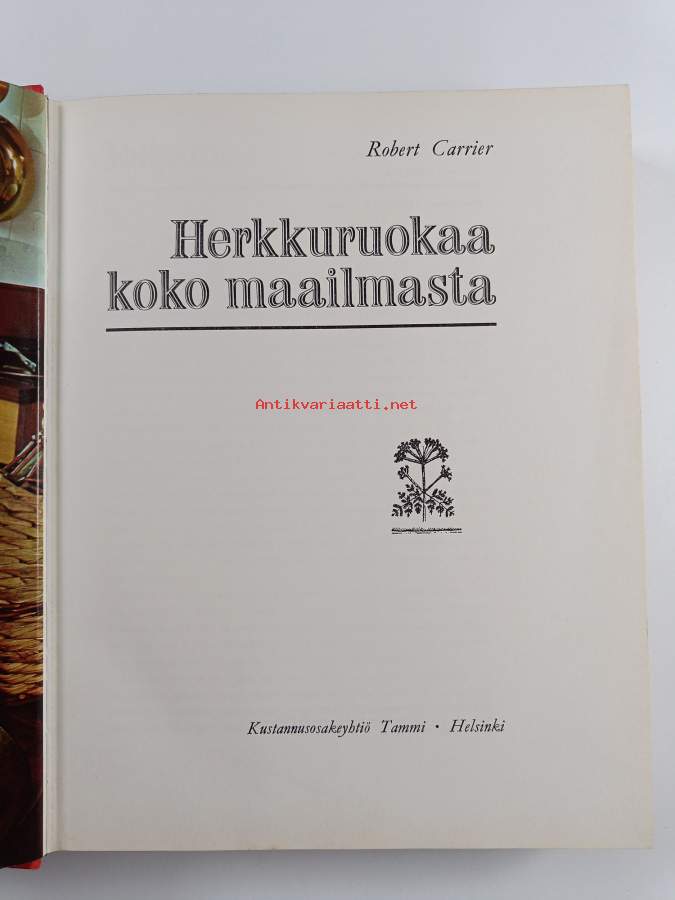 Robert Carrier
Herkkuruokaa
koko maailmasta
Antikvariaatti.net
Kustannusosakeyhtiö Tammi • Helsinki